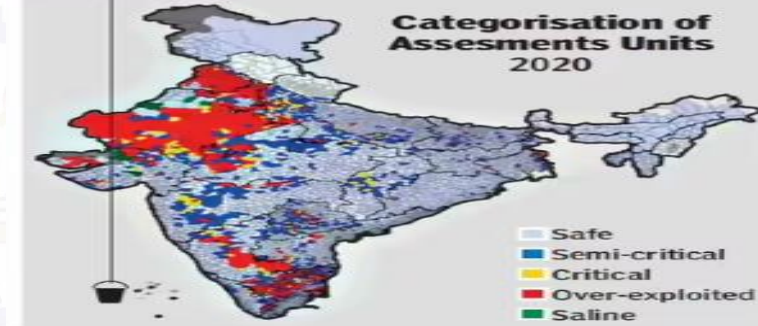 Categorisation of
Assesments Units
2020
Safe
Semi-critical
Critical
Over-exploited
Saline